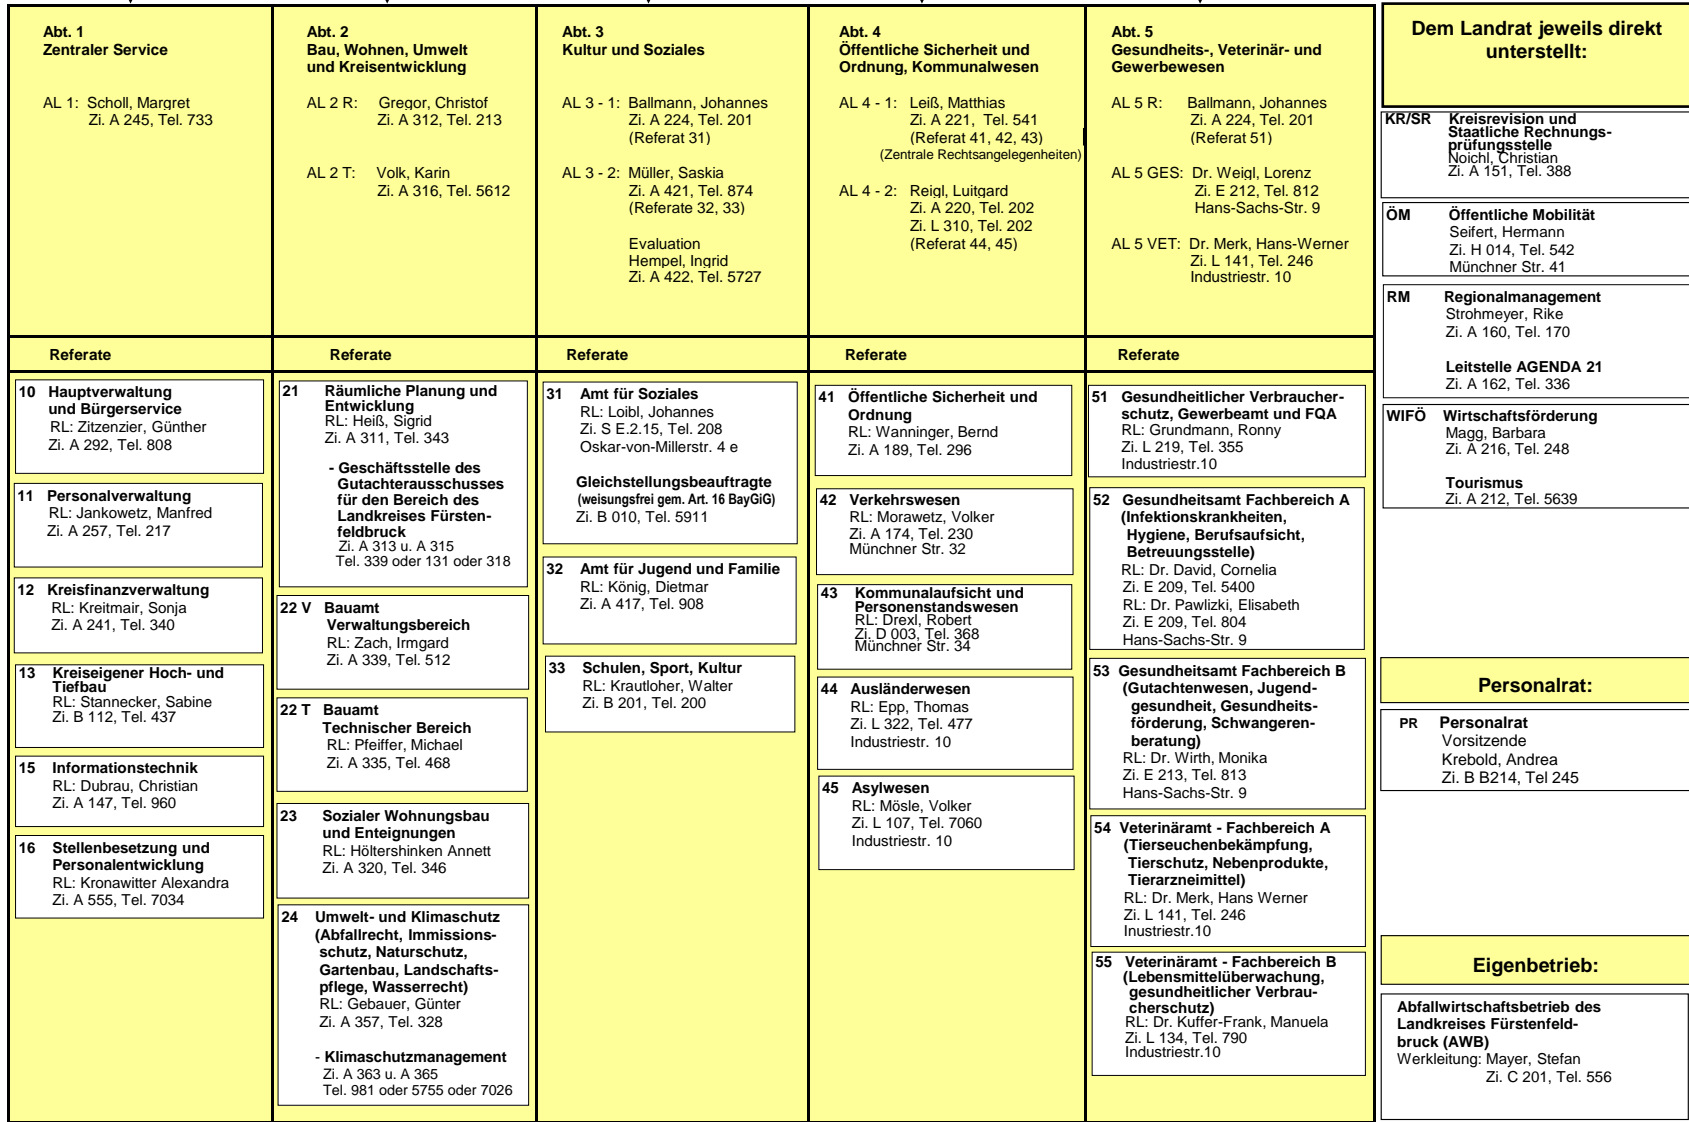 Abt. 1
Zentraler Service
AL 1: Scholl, Margret
Zi. A 245, Tel. 733
Abt. 2
Bau, Wohnen, Umwelt
und Kreisentwicklung
AL 2 R: Gregor, Christof
Zi. A 312, Tel. 213
AL 2 T: Volk, Karin
Zi. A 316, Tel. 5612
Abt. 3
Kultur und Soziales
AL 3 - 1: Ballmann, Johannes
Zi. A 224, Tel. 201
(Referat 31)
AL 3 - 2: Müller, Saskia
Zi. A 421, Tel. 874
(Referate 32, 33)
Evaluation
Hempel, Ingrid
Zi. A 422, Tel. 5727
Abt. 4
Öffentliche Sicherheit und
Ordnung, Kommunalwesen
AL 4 - 1: Leiß, Matthias
Zi. A 221, Tel. 541
(Referat 41, 42, 43)
(Zentrale Rechtsangelegenheiten)
AL 4 - 2: Reigl, Luitgard
Zi. A 220, Tel. 202
Zi. L 310, Tel. 202
(Referat 44, 45)
Abt. 5
Gesundheits-, Veterinär- und
Gewerbewesen
AL 5 R: Ballmann, Johannes
Zi. A 224, Tel. 201
(Referat 51)
AL 5 GES: Dr. Weigl, Lorenz
Zi. E 212, Tel. 812
Hans-Sachs-Str. 9
AL 5 VET: Dr. Merk, Hans-Werner
Zi. L 141, Tel. 246
Industriestr. 10
Referate
10 Hauptverwaltung
und Bürgerservice
RL: Zitzenzier, Günther
Zi. A 292, Tel. 808
11 Personalverwaltung
RL: Jankowetz, Manfred
Zi. A 257, Tel. 217
12 Kreisfinanzverwaltung
RL: Kreitmair, Sonja
Zi. A 241, Tel. 340
13 Kreiseigener Hoch- und
Tiefbau
RL: Stannecker, Sabine
Zi. B 112, Tel. 437
15 Informationstechnik
RL: Dubrau, Christian
Zi. A 147, Tel. 960
16 Stellenbesetzung und
Personalentwicklung
RL: Kronawitter Alexandra
Zi. A 555, Tel. 7034
Referate
21 Räumliche Planung und
Entwicklung
RL: Heiß, Sigrid
Zi. A 311, Tel. 343
- Geschäftsstelle des
Gutachterausschusses
für den Bereich des
Landkreises Fürsten-
feldbruck
Zi. A 313 u. A 315
Tel. 339 oder 131 oder 318
22 V Bauamt
Verwaltungsbereich
RL: Zach, Irmgard
Zi. A 339, Tel. 512
22 T Bauamt
Technischer Bereich
RL: Pfeiffer, Michael
Zi. A 335, Tel. 468
23 Sozialer Wohnungsbau
und Enteignungen
RL: Höltershinken Annett
Zi. A 320, Tel. 346
24 Umwelt- und Klimaschutz
(Abfallrecht, Immissions-
schutz, Naturschutz,
Gartenbau, Landschafts-
pflege, Wasserrecht)
RL: Gebauer, Günter
Zi. A 357, Tel. 328
- Klimaschutzmanagement
Zi. A 363 u. A 365
Tel. 981 oder 5755 oder 7026
Referate
31 Amt für Soziales
RL: Loibl, Johannes
Zi. S E.2.15, Tel. 208
Oskar-von-Millerstr. 4 e
Gleichstellungsbeauftragte
(weisungsfrei gem. Art. 16 BayGiG)
Zi. B 010, Tel. 5911
32 Amt für Jugend und Familie
RL: König, Dietmar
Zi. A 417, Tel. 908
33 Schulen, Sport, Kultur
RL: Krautloher, Walter
Zi. B 201, Tel. 200
Referate
41 Öffentliche Sicherheit und
Ordnung
RL: Wanninger, Bernd
Zi. A 189, Tel. 296
42 Verkehrswesen
RL: Morawetz, Volker
Zi. A 174, Tel. 230
Münchner Str. 32
43 Kommunalaufsicht und
Personenstandswesen
RL: Drexl, Robert
Zi. D 003, Tel. 368
Münchner Str. 34
44 Ausländerwesen
RL: Epp, Thomas
Zi. L 322, Tel. 477
Industriestr. 10
45 Asylwesen
RL: Mösle, Volker
Zi. L 107, Tel. 7060
Industriestr. 10
Referate
51 Gesundheitlicher Verbraucher-
schutz, Gewerbeamt und FQA
RL: Grundmann, Ronny
Zi. L 219, Tel. 355
Industriestr.10
52 Gesundheitsamt Fachbereich A
(Infektionskrankheiten,
Hygiene, Berufsaufsicht,
Betreuungsstelle)
RL: Dr. David, Cornelia
Zi. E 209, Tel. 5400
RL: Dr. Pawlizki, Elisabeth
Zi. E 209, Tel. 804
Hans-Sachs-Str. 9
53 Gesundheitsamt Fachbereich B
(Gutachtenwesen, Jugend-
gesundheit, Gesundheits-
förderung, Schwangeren-
beratung)
RL: Dr. Wirth, Monika
Zi. E 213, Tel. 813
Hans-Sachs-Str. 9
54 Veterinäramt - Fachbereich A
(Tierseuchenbekämpfung,
Tierschutz, Nebenprodukte,
Tierarzneimittel)
RL: Dr. Merk, Hans Werner
Zi. L 141, Tel. 246
Inustriestr.10
55 Veterinäramt - Fachbereich B
(Lebensmittelüberwachung,
gesundheitlicher Verbrau-
cherschutz)
RL: Dr. Kuffer-Frank, Manuela
Zi. L 134, Tel. 790
Industriestr.10
Dem Landrat jeweils direkt
unterstellt:
KR/SR Kreisrevision und
Staatliche Rechnungs-
prüfungsstelle
Noichl, Christian
Zi. A 151, Tel. 388
ÖM Öffentliche Mobilität
Seifert, Hermann
Zi. H 014, Tel. 542
Münchner Str. 41
RM Regionalmanagement
Strohmeyer, Rike
Zi. A 160, Tel. 170
Leitstelle AGENDA 21
Zi. A 162, Tel. 336
WIFÖ Wirtschaftsförderung
Magg, Barbara
Zi. A 216, Tel. 248
Tourismus
Zi. A 212, Tel. 5639
Personalrat:
PR Personalrat
Vorsitzende
Krebold, Andrea
Zi. B B214, Tel 245
Eigenbetrieb:
Abfallwirtschaftsbetrieb des
Landkreises Fürstenfeld-
bruck (AWB)
Werkleitung: Mayer, Stefan
Zi. C 201, Tel. 556